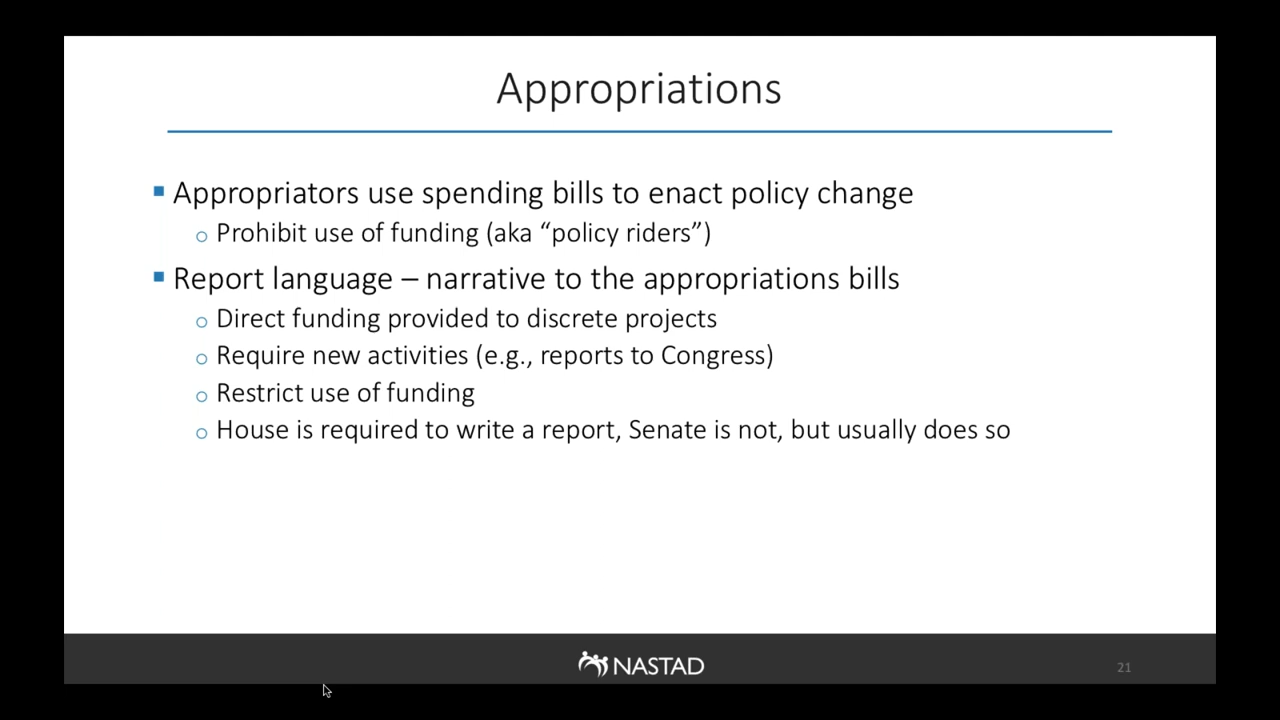 Appropriations
▪ Appropriators use spending bills to enact policy change
o Prohibit use of funding (aka “policy riders”)
▪ Report language – narrative to the appropriations bills
o Direct funding provided to discrete projects
o Require new activities (e.g., reports to Congress)
o Restrict use of funding
o House is required to write a report, Senate is not, but usually does so
NASTAD
21